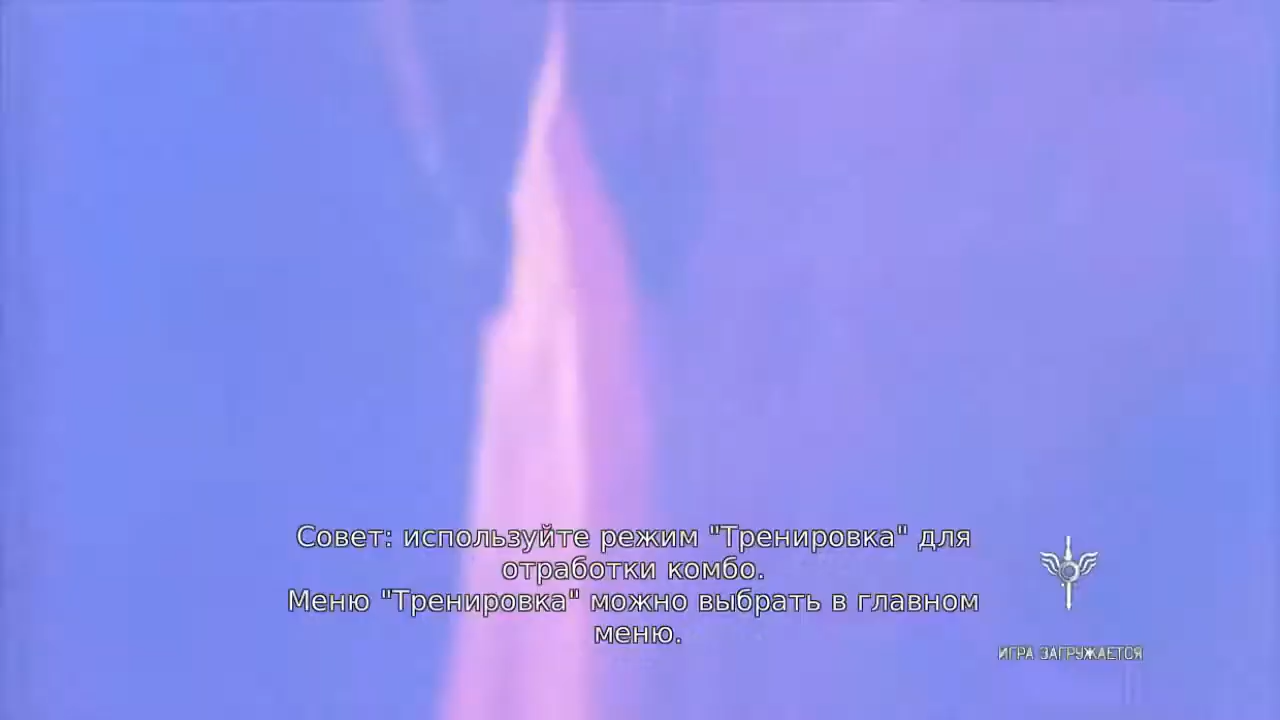 Совет: используйте режим "Тренировка" для
отработки комбо.
Меню "Тренировка" можно выбрать в главном
меню.
ИГРА ЗАГРУЖАЕТСЯ